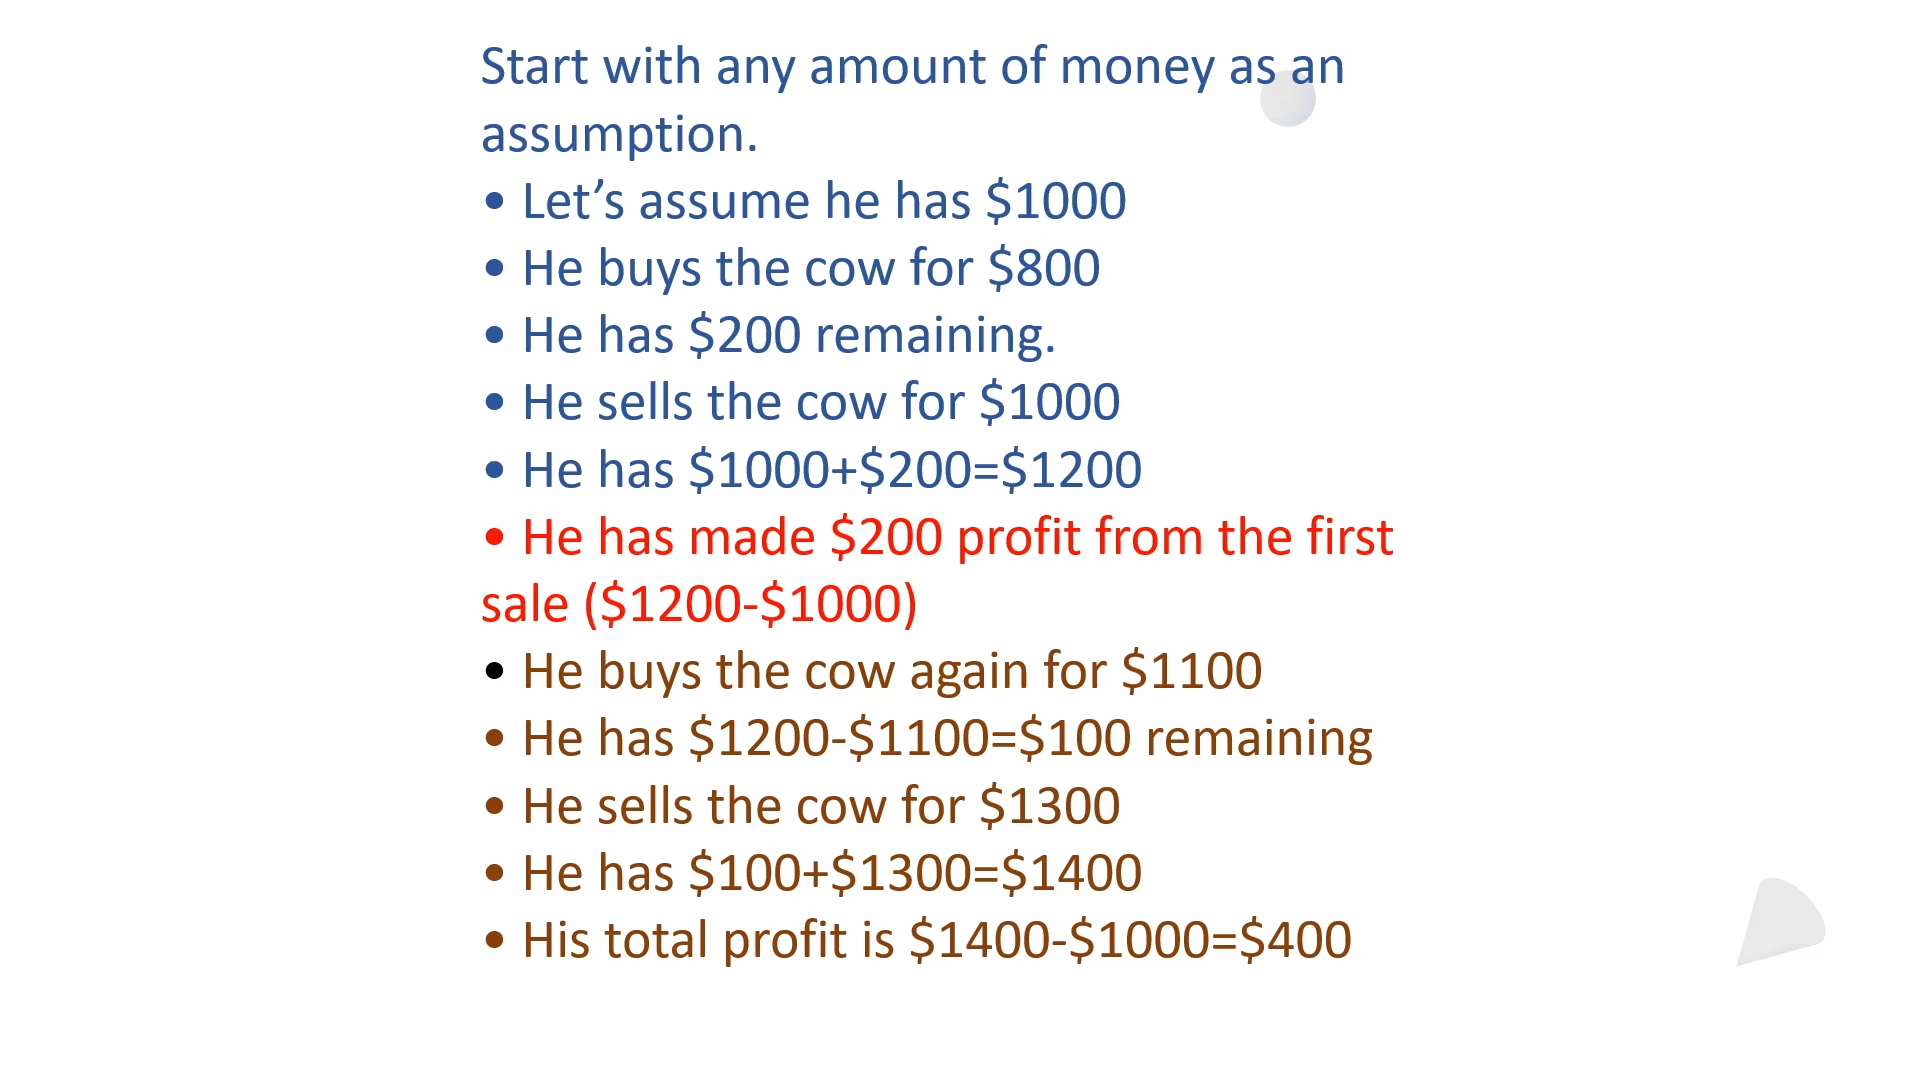 Start with any amount of money as an
assumption.
• Let’s assume he has $1000
• He buys the cow for $800
• He has $200 remaining.
• He sells the cow for $1000
• He has $1000+$200=$1200
• He has made $200 profit from the first
sale ($1200-$1000)
• He buys the cow again for $1100
• He has $1200-$1100=$100 remaining
• He sells the cow for $1300
• He has $100+$1300=$1400
• His total profit is $1400-$1000=$400